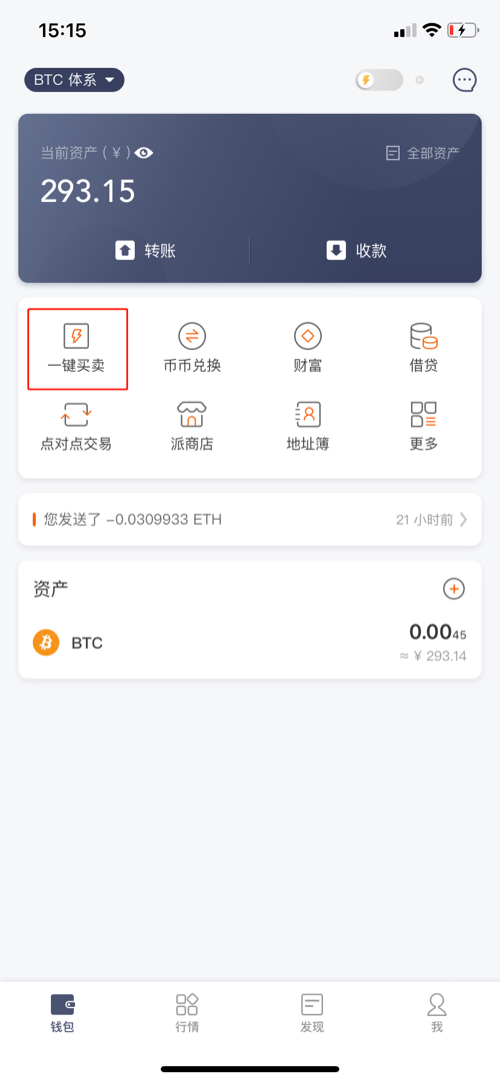 15:15
BTC 体系
当前资产 ( ¥ )
全部资产
293.15
转账
收款
一键买卖
币币兑换
财富
借贷
点对点交易
派商店
地址簿
更多
您发送了 -0.0309933 ETH
21 小时前
资产
BTC
0.0045
≈ ¥ 293.14
钱包
行情
发现
我